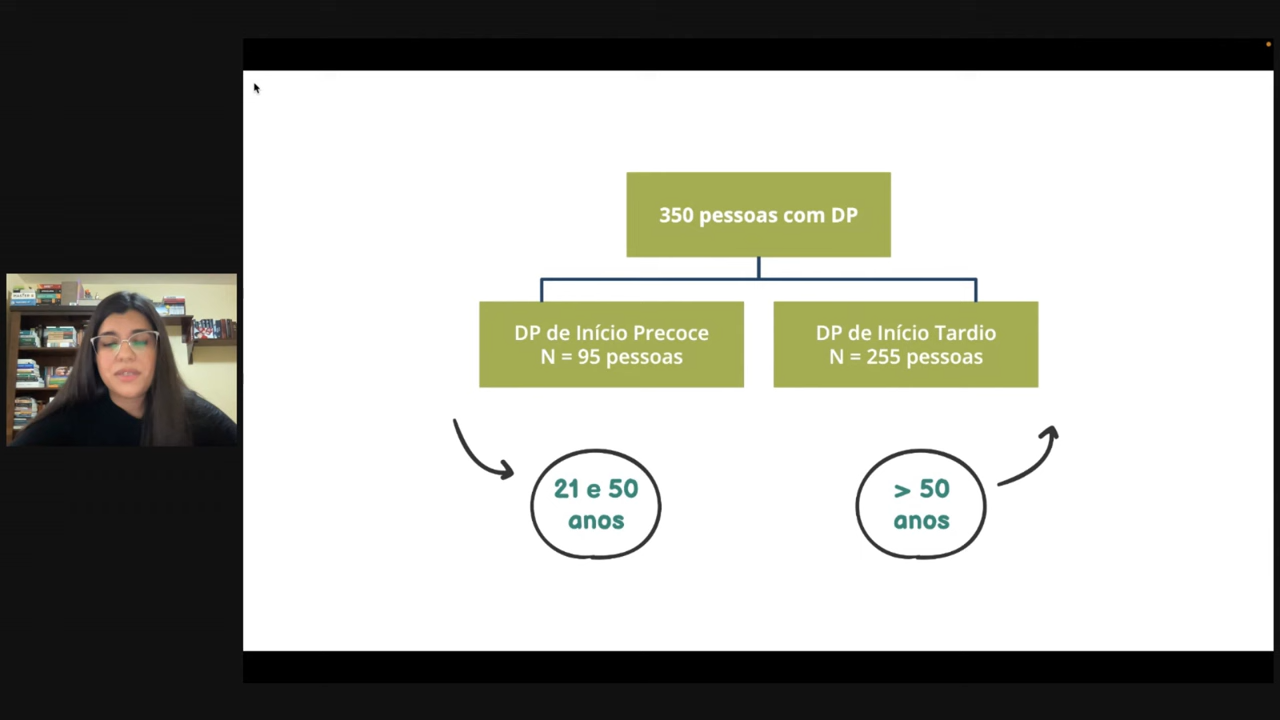 350 pessoas com DP
DP de Início Precoce
N = 95 pessoas
DP de Início Tardio
N = 255 pessoas
21 e 50
anos
> 50
anos